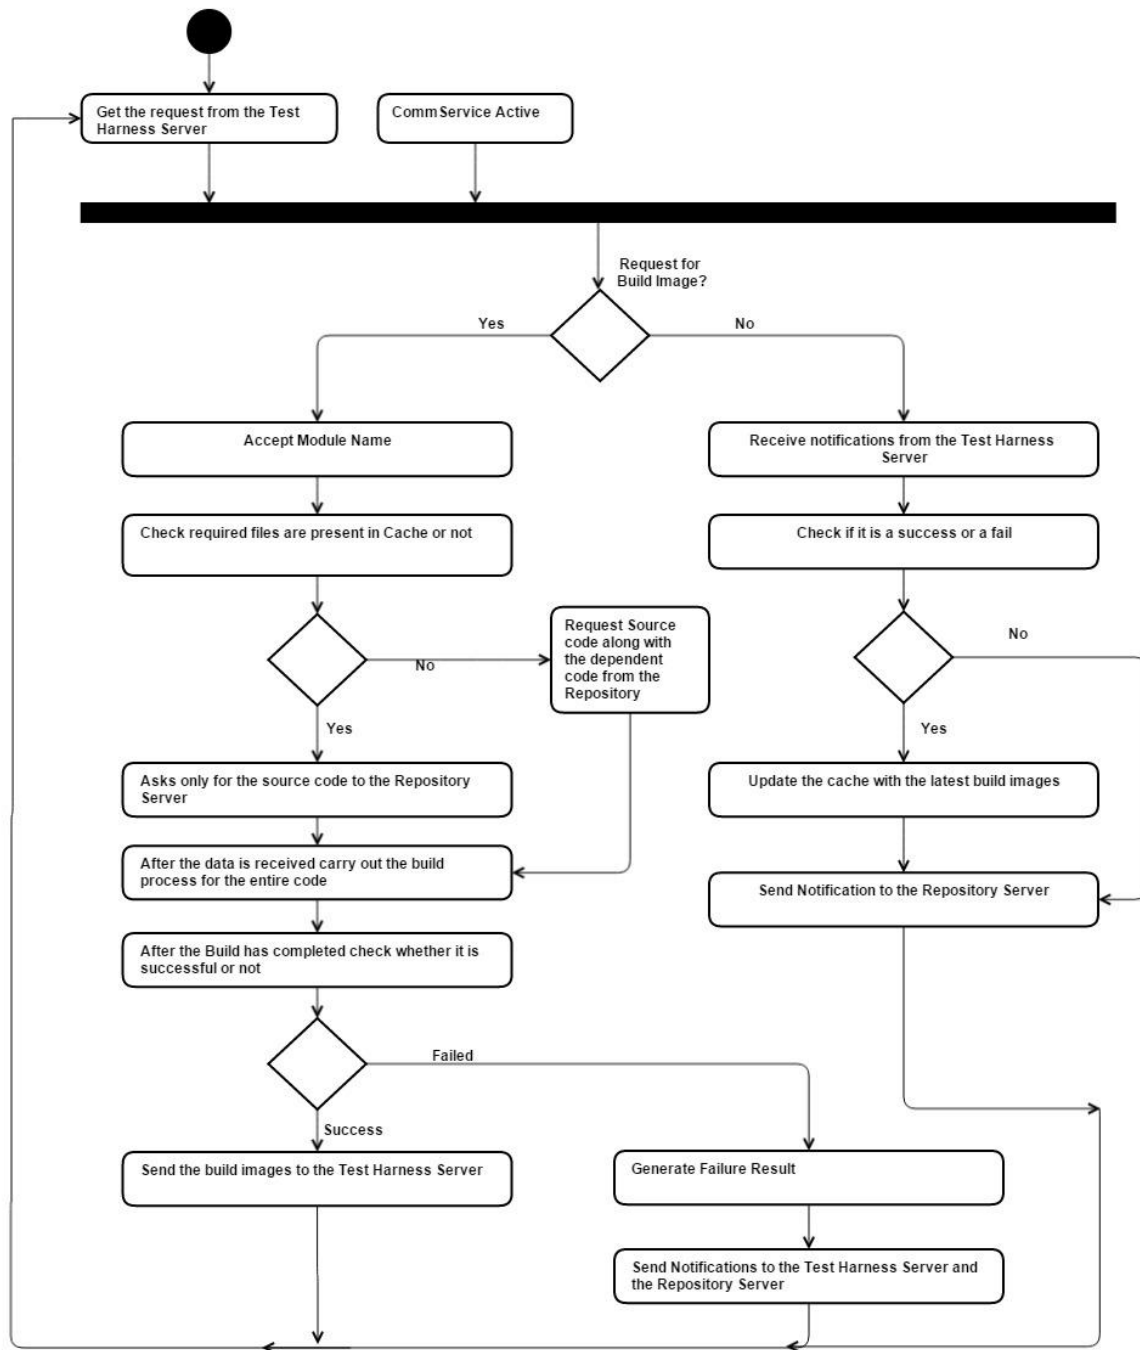 Get the request from the Test
Harness Server
CommService Active
Request for
Build Image?
Yes
No
Accept Module Name
Receive notifications from the Test Harness
Server
Check required files are present in Cache or not
Check if it is a success or a fail
Request Source
code along with
the dependent
code from the
Repository
No
No
Yes
Yes
Asks only for the source code to the Repository
Server
Update the cache with the latest build images
After the data is received carry out the build
process for the entire code
Send Notification to the Repository Server
After the Build has completed check whether it is
successful or not
Failed
Success
Send the build images to the Test Harness Server
Generate Failure Result
Send Notifications to the Test Harness Server and
the Repository Server